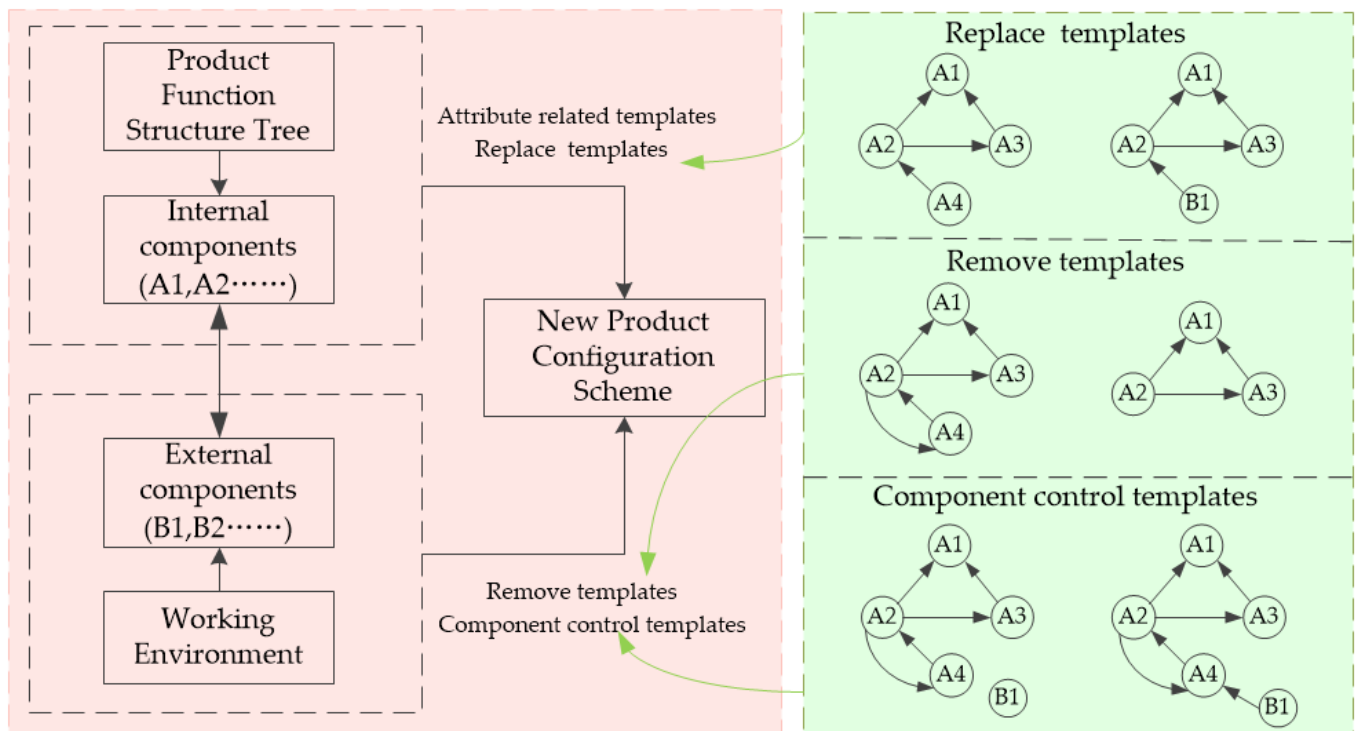 Product
Function
Structure Tree
Internal
components
(A1,A2······)
External
components
(B1,B2······)
Working
Environment
Attribute related templates
Replace templates
New Product
Configuration
Scheme
Remove templates
Component control templates
Replace templates
A1
A2
A3
A4
A1
A2
A3
B1
Remove templates
A1
A2
A3
A4
A1
A2
A3
Component control templates
A1
A2
A3
A4
B1
A1
A2
A3
A4
B1